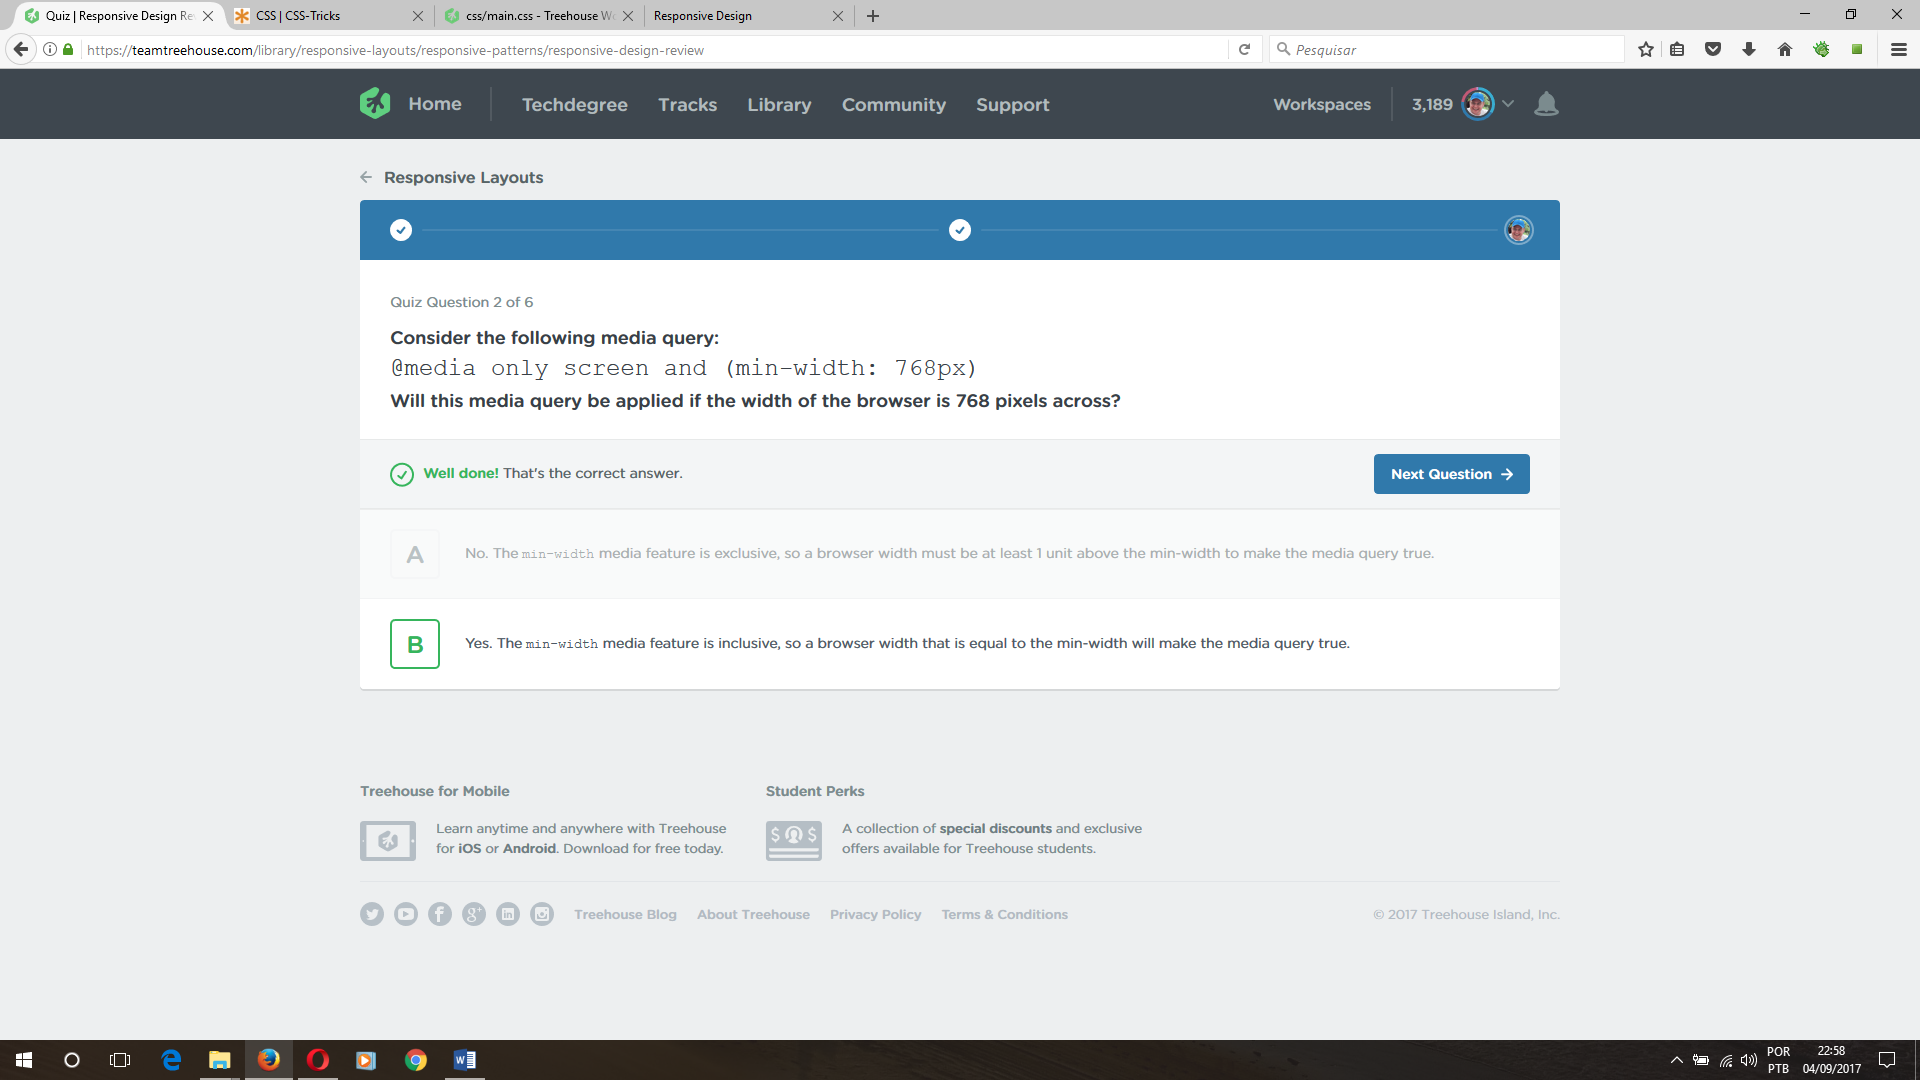 Quiz | Responsive Design Re
CSS | CSS-Tricks
css/main.css - Treehouse Wo
Responsive Design
https://teamtreehouse.com/library/responsive-layouts/responsive-patterns/responsive-design-review
Pesquisar
Home
Techdegree
Tracks
Library
Community
Support
Workspaces
3,189
Responsive Layouts
Quiz Question 2 of 6
Consider the following media query:
@media only screen and (min-width: 768px)
Will this media query be applied if the width of the browser is 768 pixels across?
Well done! That's the correct answer.
Next Question
A
No. The min-width media feature is exclusive, so a browser width must be at least 1 unit above the min-width to make the media query true.
B
Yes. The min-width media feature is inclusive, so a browser width that is equal to the min-width will make the media query true.
Treehouse for Mobile
Learn anytime and anywhere with Treehouse
for iOS or Android. Download for free today.
Student Perks
A collection of special discounts and exclusive
offers available for Treehouse students.
Treehouse Blog
About Treehouse
Privacy Policy
Terms & Conditions
© 2017 Treehouse Island, Inc.
POR
PTB
22:58
04/09/2017